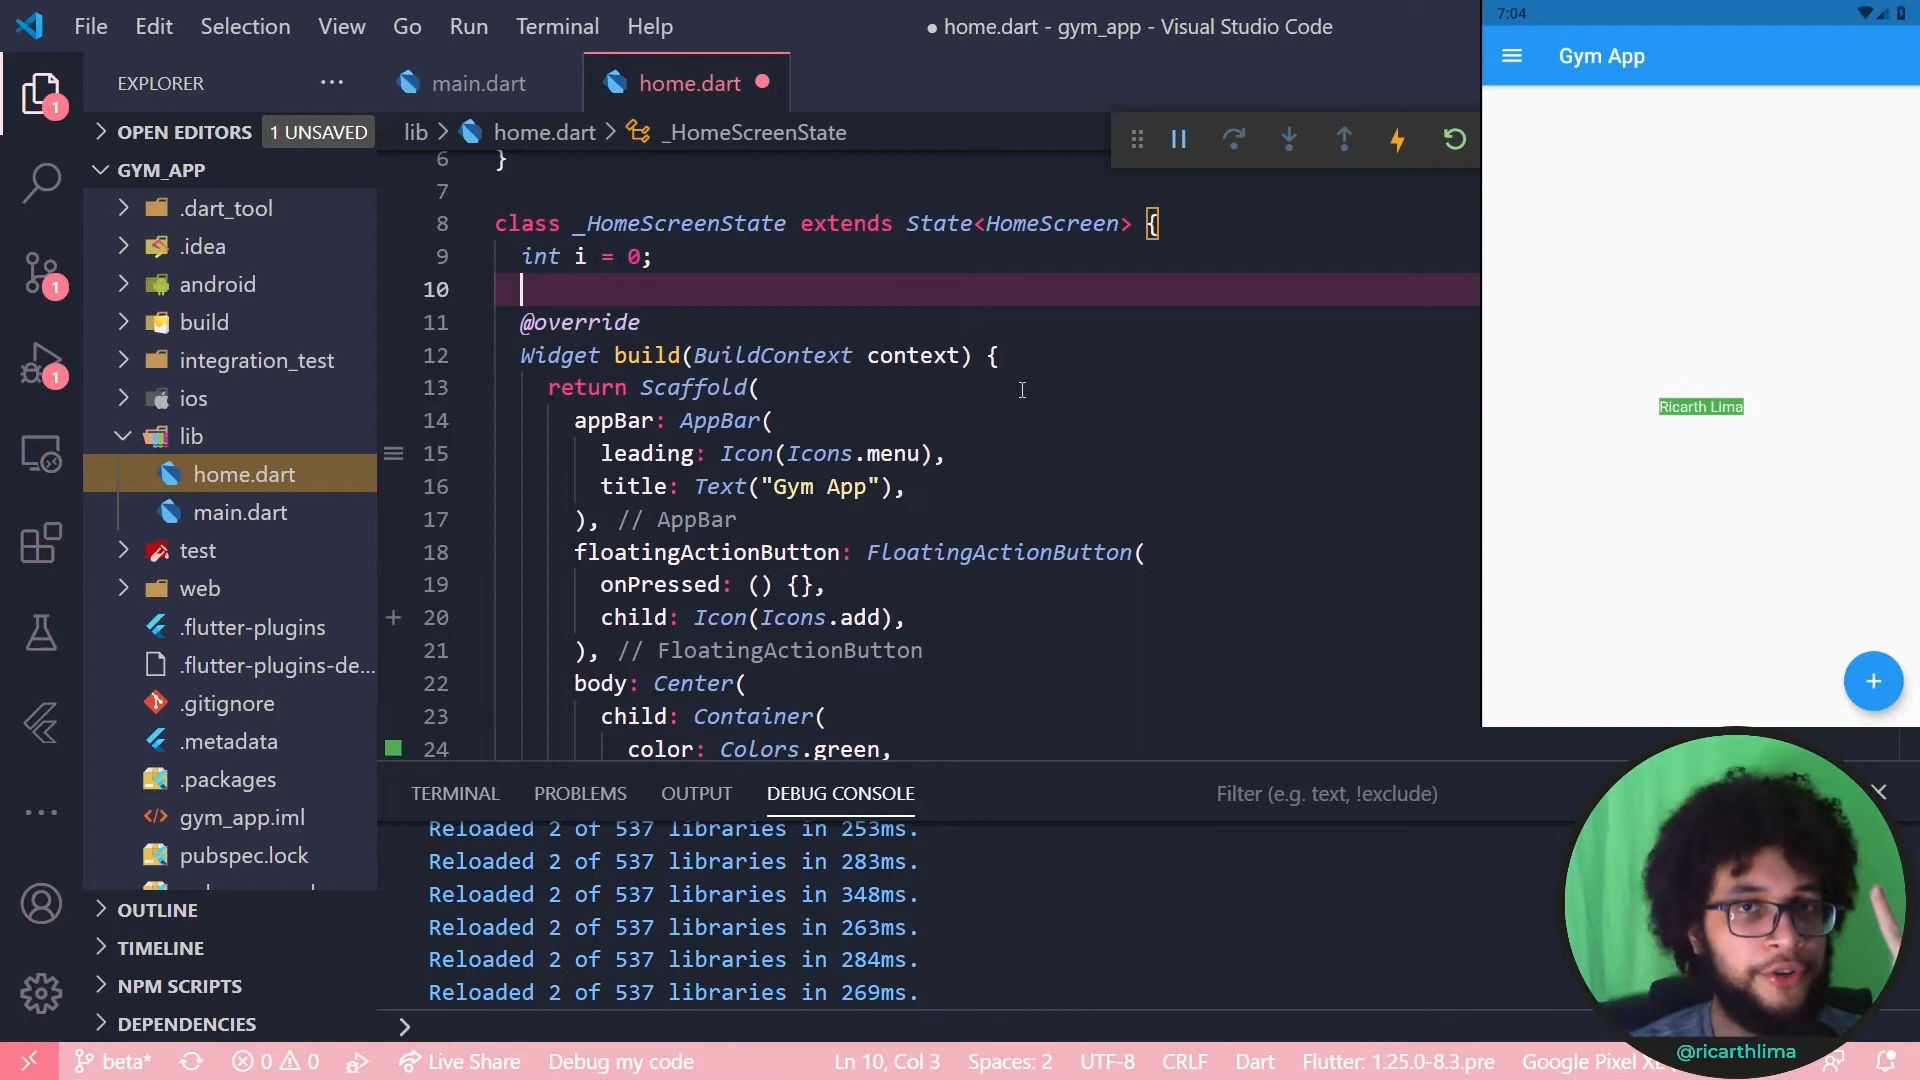 File Edit Selection View Go Run Terminal Help
● home.dart - gym_app - Visual Studio Code
7:04
Gym App
EXPLORER
main.dart
home.dart
OPEN EDITORS 1 UNSAVED
lib > home.dart > _HomeScreenState
GYM_APP
.dart_tool
.idea
android
build
integration_test
ios
lib
home.dart
main.dart
test
web
.flutter-plugins
.flutter-plugins-de...
.gitignore
.metadata
.packages
gym_app.iml
pubspec.lock
OUTLINE
TIMELINE
NPM SCRIPTS
DEPENDENCIES
1
1
1
6 }
7
8 class _HomeScreenState extends State<HomeScreen> {
9 int i = 0;
10
11 @override
12 Widget build(BuildContext context) {
13 return Scaffold(
14 appBar: AppBar(
15 leading: Icon(Icons.menu),
16 title: Text("Gym App"),
17 ), // AppBar
18 floatingActionButton: FloatingActionButton(
19 onPressed: () {},
20 child: Icon(Icons.add),
21 ), // FloatingActionButton
22 body: Center(
23 child: Container(
24 color: Colors.green,
Ricarth Lima
TERMINAL PROBLEMS OUTPUT DEBUG CONSOLE
Filter (e.g. text, !exclude)
Reloaded 2 of 537 libraries in 253ms.
Reloaded 2 of 537 libraries in 283ms.
Reloaded 2 of 537 libraries in 348ms.
Reloaded 2 of 537 libraries in 263ms.
Reloaded 2 of 537 libraries in 284ms.
Reloaded 2 of 537 libraries in 269ms.
>
@ricarthlima
beta* 0 0 Live Share Debug my code Ln 10, Col 3 Spaces: 2 UTF-8 CRLF Dart Flutter: 1.25.0-8.3.pre Google Pixel